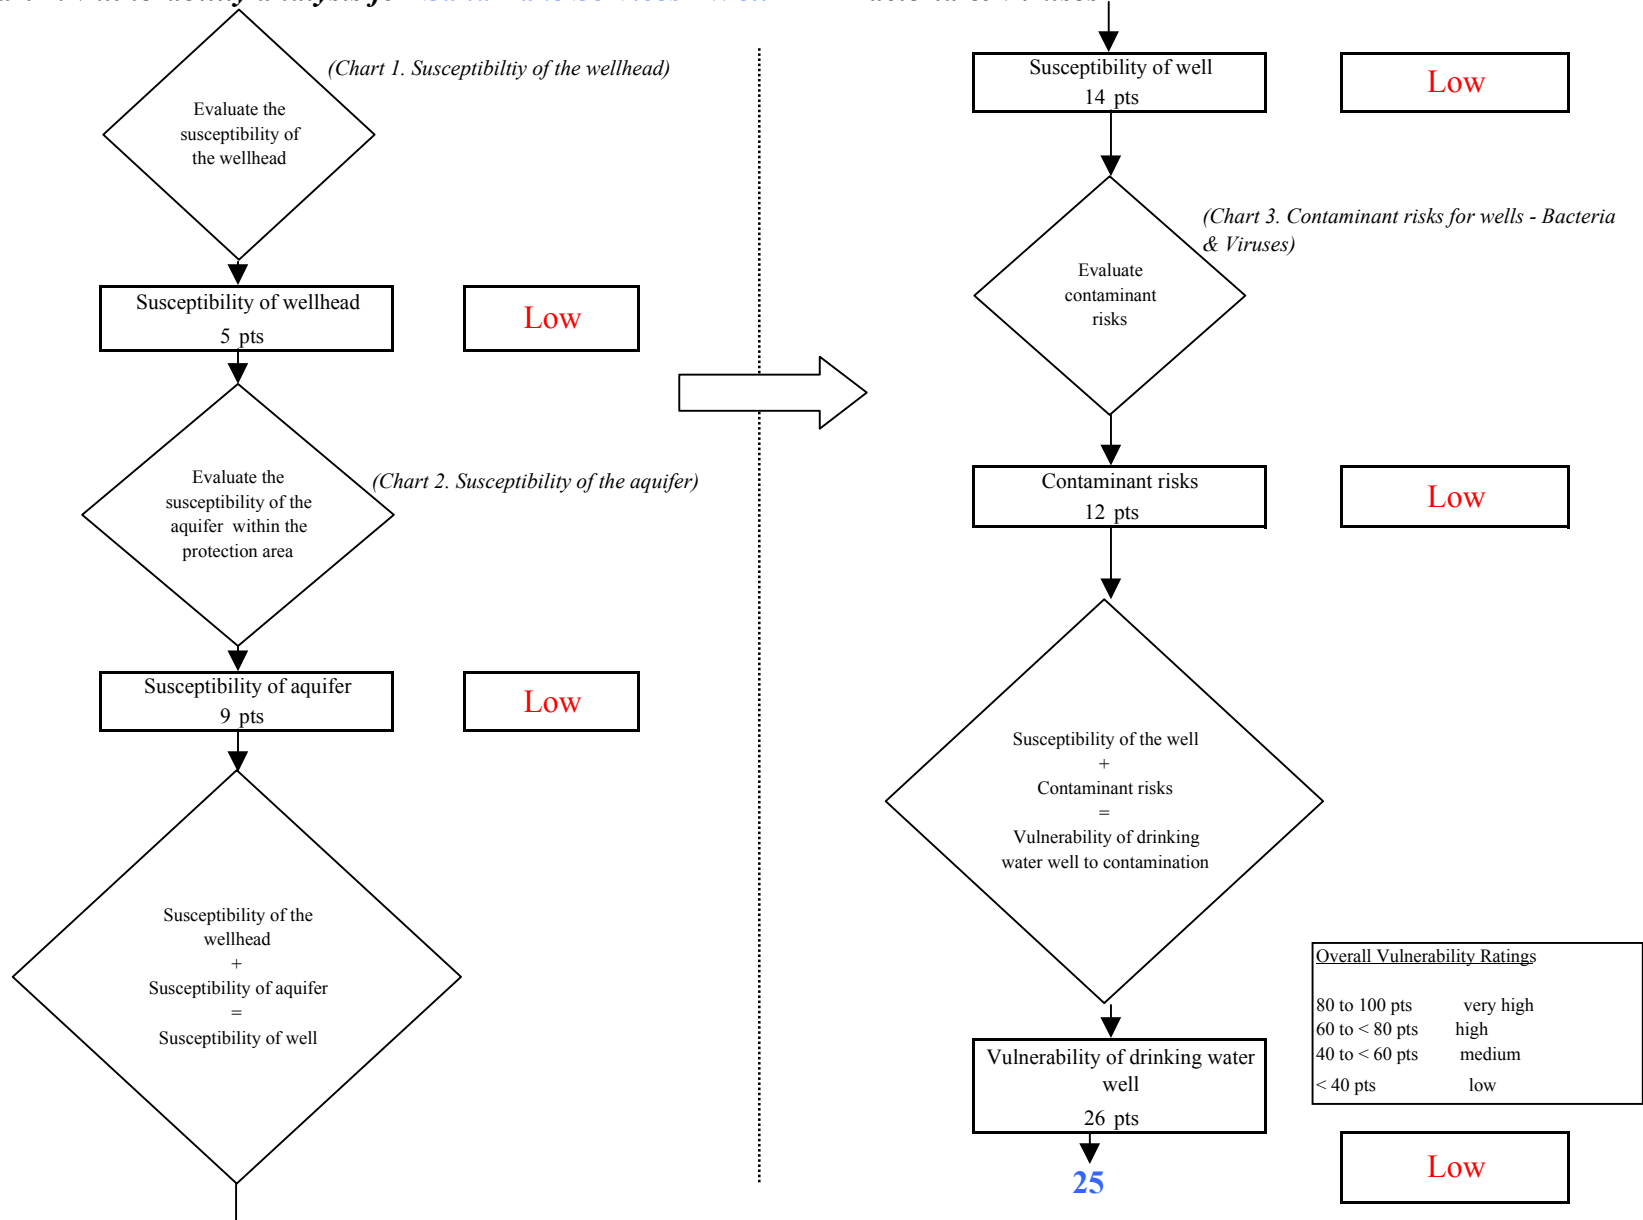 (Chart 1. Susceptibiltiy of the wellhead)
Evaluate the
susceptibility of
the wellhead
Susceptibility of wellhead
5 pts
Low
Evaluate the
susceptibility of the
aquifer within the
protection area
(Chart 2. Susceptibility of the aquifer)
Susceptibility of aquifer
9 pts
Low
Susceptibility of the
wellhead
+
Susceptibility of aquifer
=
Susceptibility of well
Susceptibility of well
14 pts
Low
(Chart 3. Contaminant risks for wells - Bacteria
& Viruses)
Evaluate
contaminant
risks
Contaminant risks
12 pts
Low
Susceptibility of the well
+
Contaminant risks
=
Vulnerability of drinking
water well to contamination
Overall Vulnerability Ratings
80 to 100 pts very high
60 to < 80 pts high
40 to < 60 pts medium
< 40 pts low
Vulnerability of drinking water
well
26 pts
25
Low